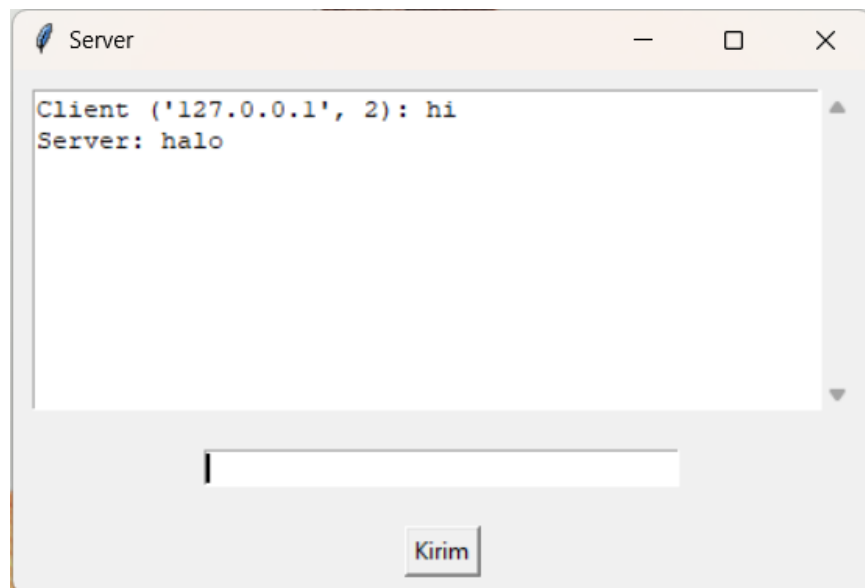 Server
Client ('127.0.0.1', 2): hi
Server: halo
Kirim